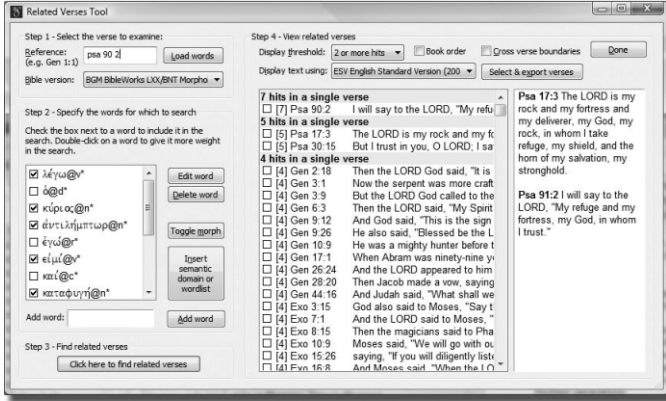 Related Verses Tool
Step 1 - Select the verse to examine:
Reference:
(e.g. Gen 1:1)
psa 90 2
Load words
Bible version:
BGM BibleWorks LXX/BNT Morpho
Step 2 - Specify the words for which to search
Check the box next to a word to include it in the
search. Double-click on a word to give it more weight
in the search.
λέγω@v*
ὁ@d*
κύριος@n*
ἀντιλήμπτωρ@n*
ἐγώ@r*
εἰμί@v*
καί@c*
καταφυγή@n*
Edit word
Delete word
Toggle morph
Insert
semantic
domain or
wordlist
Add word:
Add word
Step 3 - Find related verses
Click here to find related verses
Step 4 - View related verses
Display threshold:
2 or more hits
Book order
Cross verse boundaries
Done
Display text using:
ESV English Standard Version (200
Select & export verses
7 hits in a single verse
[7] Psa 90:2 I will say to the LORD, "My refu
5 hits in a single verse
[5] Psa 17:3 The LORD is my rock and my fo
[5] Psa 30:15 But I trust in you, O LORD; I sa
4 hits in a single verse
[4] Gen 2:18 Then the LORD God said, "It is
[4] Gen 3:1 Now the serpent was more craft
[4] Gen 3:9 But the LORD God called to the
[4] Gen 6:3 Then the LORD said, "My Spirit
[4] Gen 9:12 And God said, "This is the sign
[4] Gen 9:26 He also said, "Blessed be the L
[4] Gen 10:9 He was a mighty hunter before t
[4] Gen 17:1 When Abram was ninety-nine y
[4] Gen 26:24 And the LORD appeared to him
[4] Gen 28:20 Then Jacob made a vow, saying
[4] Gen 44:16 And Judah said, "What shall we
[4] Exo 3:15 God also said to Moses, "Say t
[4] Exo 7:1 And the LORD said to Moses, "
[4] Exo 8:15 Then the magicians said to Pha
[4] Exo 10:9 Moses said, "We will go with ou
[4] Exo 15:26 saying, "If you will diligently liste
[4] Exo 16:8 And Moses said, "When the LO
Psa 17:3 The LORD is my
rock and my fortress and
my deliverer, my God, my
rock, in whom I take
refuge, my shield, and the
horn of my salvation, my
stronghold.
Psa 91:2 I will say to the
LORD, "My refuge and my
fortress, my God, in whom
I trust."